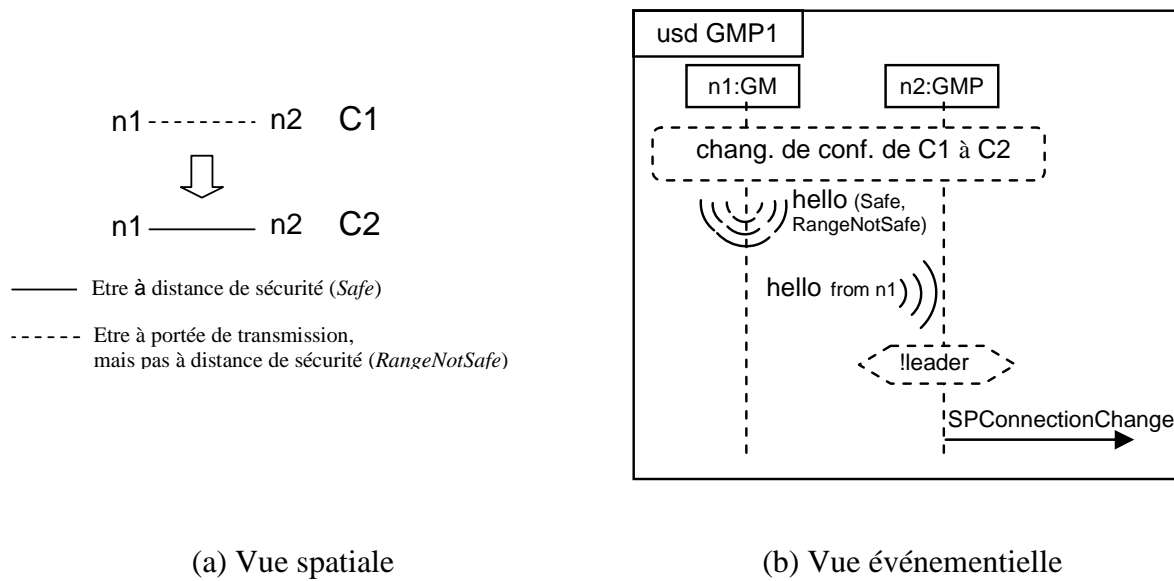 n1 n2 C1
n1 n2 C2
Etre à distance de sécurité (Safe)
Etre à portée de transmission,
mais pas à distance de sécurité (RangeNotSafe)
(a) Vue spatiale
usd GMP1
n1:GM
n2:GMP
chang. de conf. de C1 à C2
hello (Safe,
RangeNotSafe)
hello from n1
!leader
SPConnectionChange
(b) Vue événementielle